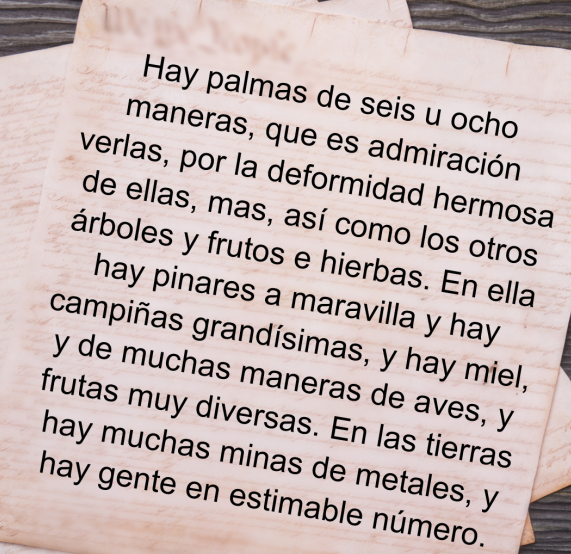 Hay palmas de seis u ocho
maneras, que es admiración
verlas, por la deformidad hermosa
de ellas, mas, así como los otros
árboles y frutos e hierbas. En ella
hay pinares a maravilla y hay
campiñas grandísimas, y hay miel,
y de muchas maneras de aves, y
frutas muy diversas. En las tierras
hay muchas minas de metales, y
hay gente en estimable número.